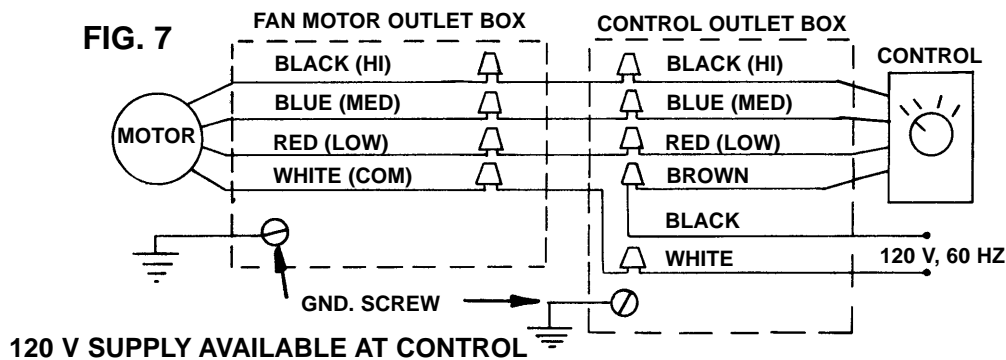 FIG. 7
FAN MOTOR OUTLET BOX
CONTROL OUTLET BOX
CONTROL
MOTOR
BLACK (HI)
BLUE (MED)
RED (LOW)
WHITE (COM)
BLACK (HI)
BLUE (MED)
RED (LOW)
BROWN
BLACK
WHITE
120 V, 60 HZ
GND. SCREW
120 V SUPPLY AVAILABLE AT CONTROL